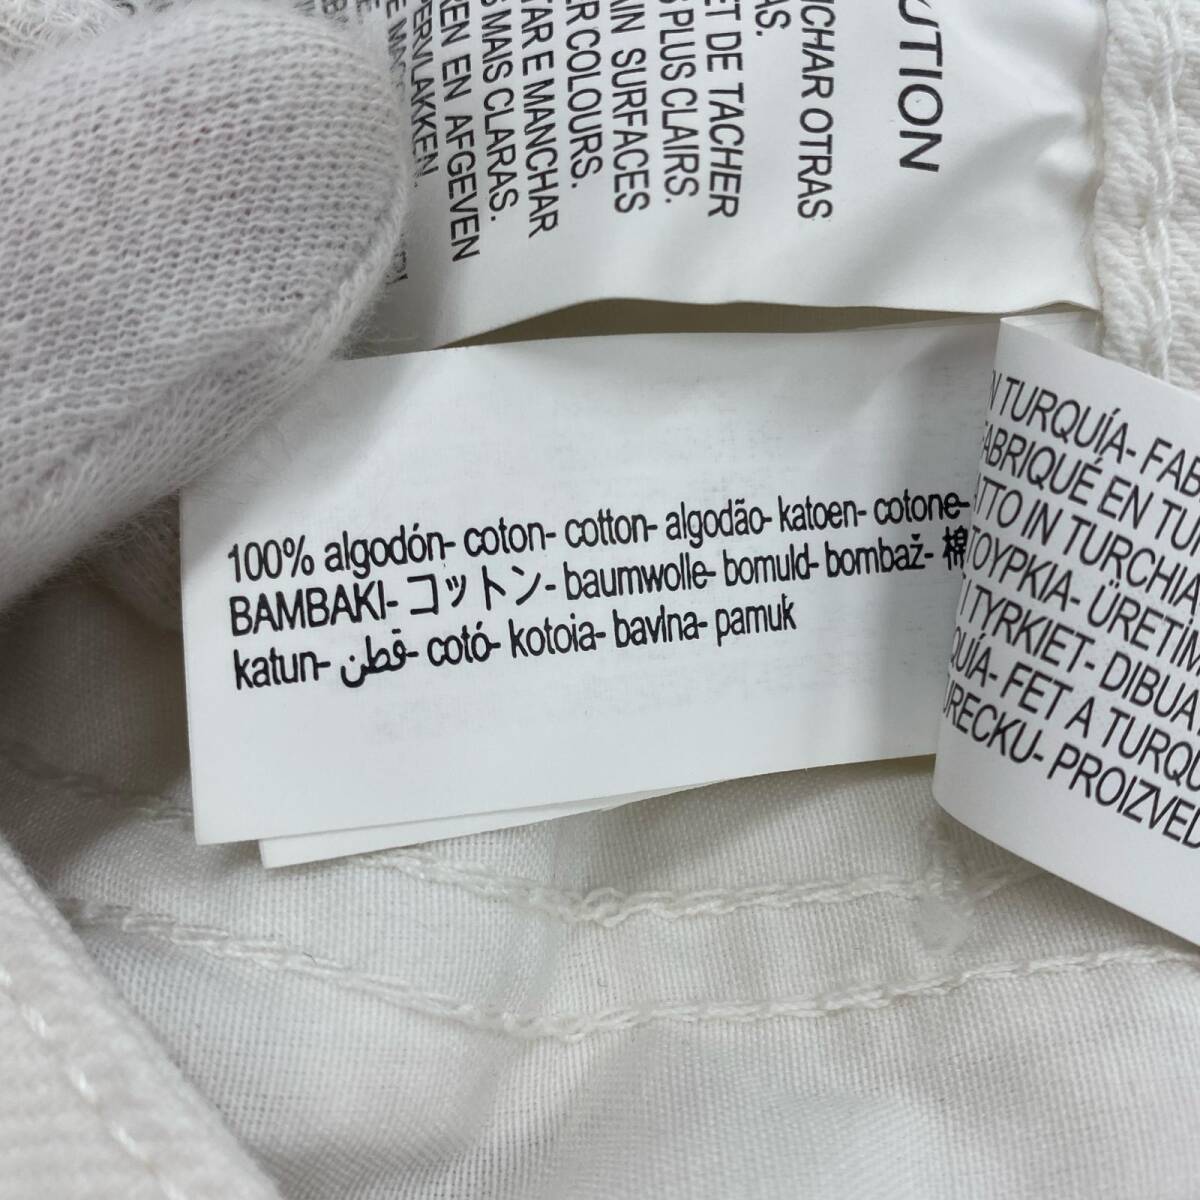 UTION
ICHAR OTRAS
AS.
ET DE TACHER
S PLUS CLAIRS.
AIN SURFACES
ER COLOURS.
TAR E MANCHAR
S MAIS CLARAS.
REN EN AFGEVEN
PERVLAKKEN.
100% algodón- coton- cotton- algodão- katoen- cotone-
BAMBAKI- コットン- baumwolle- bomuld- bombaž- 棉
katun- قطن- cotó- kotoia- bavlna- pamuk
N TURQUÍA- FAB
FABRIQUÉ EN TU
ATTO IN TURCHIA
TOYPKIA- ÜRETİM
I TYRKIET- DIBUA
QUÍA- FET A TURQU
URECKU- PROIZVED